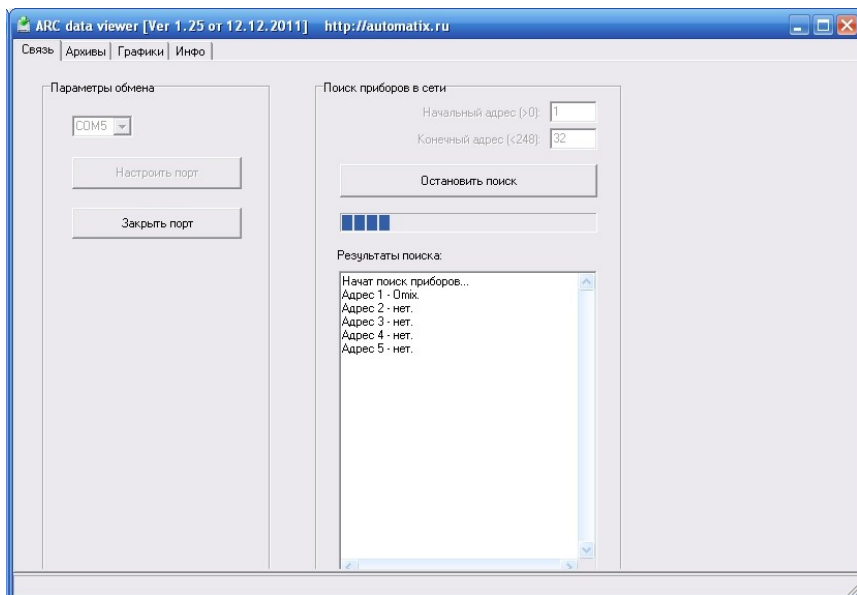 ARC data viewer [Ver 1.25 от 12.12.2011] http://automatix.ru
Связь Архивы Графики Инфо
Параметры обмена
COM5
Настроить порт
Закрыть порт
Поиск приборов в сети
Начальный адрес (>0): 1
Конечный адрес (<248): 32
Остановить поиск
Результаты поиска:
Начат поиск приборов...
Адрес 1 - Omix.
Адрес 2 - нет.
Адрес 3 - нет.
Адрес 4 - нет.
Адрес 5 - нет.